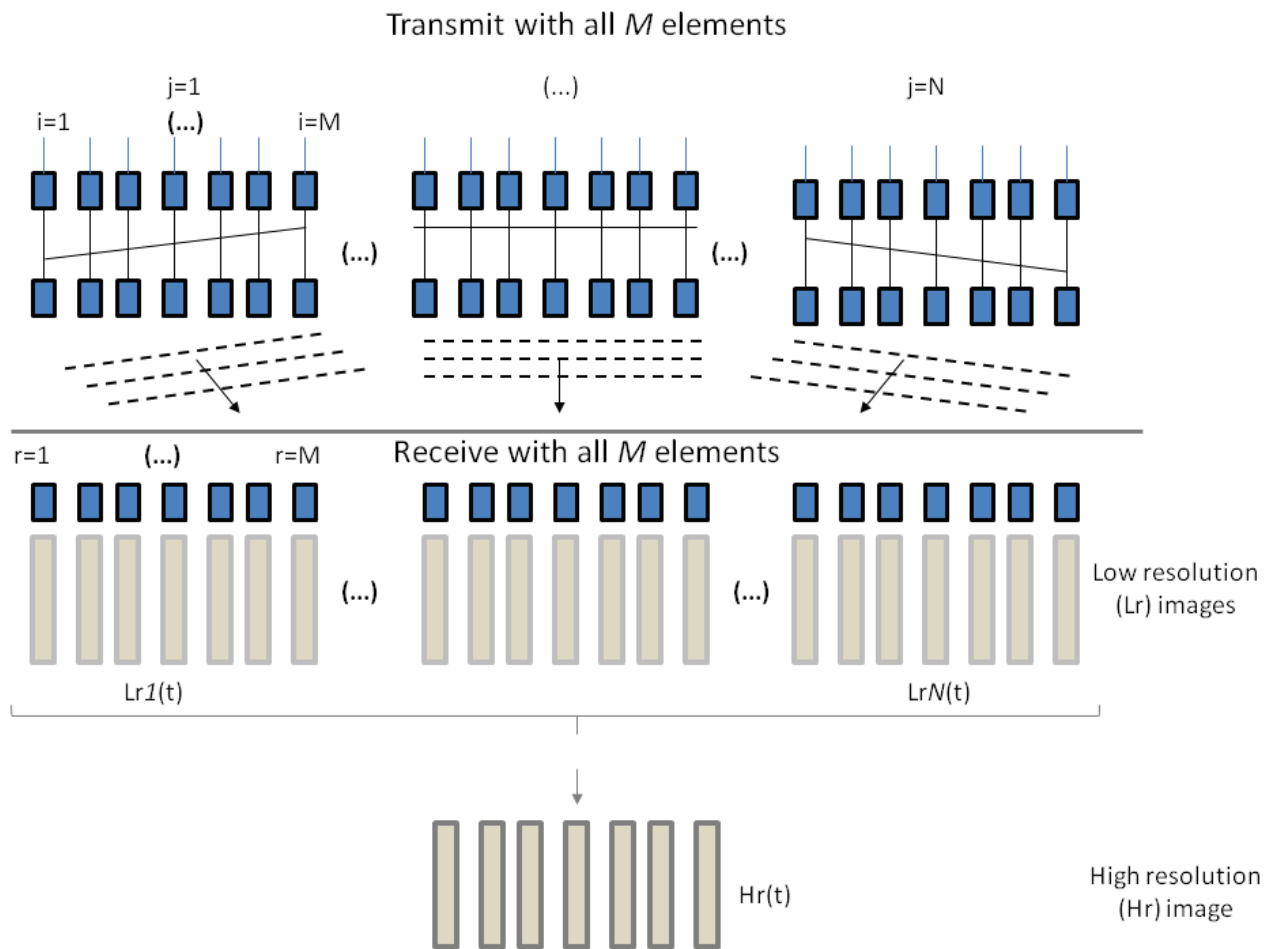 Transmit with all M elements
j=1
(...)
j=N
i=1
(...)
i=M
(...)
(...)
Receive with all M elements
r=1
(...)
r=M
(...)
(...)
Low resolution
(Lr) images
Lr1(t)
LrN(t)
Hr(t)
High resolution
(Hr) image